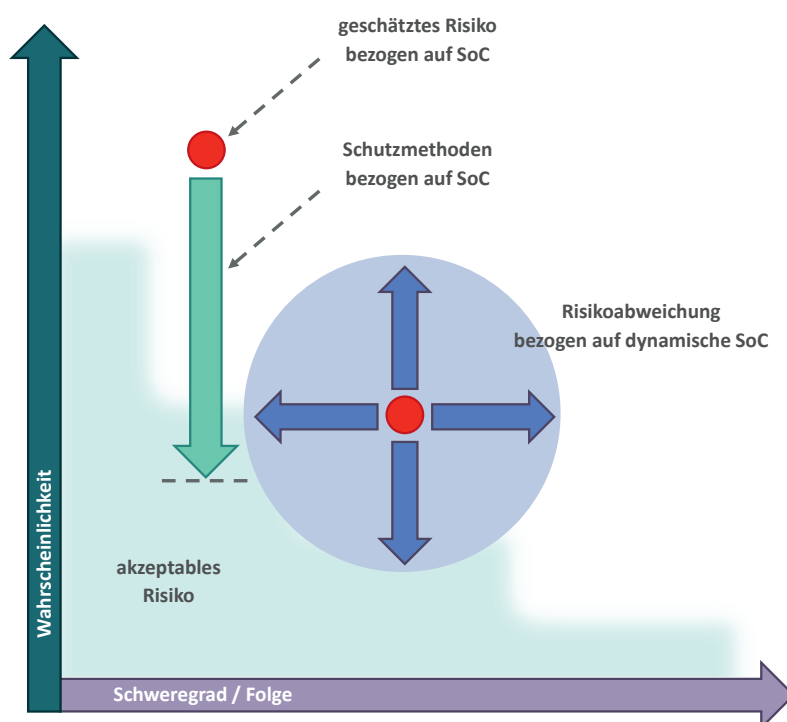 geschätztes Risiko
bezogen auf SoC
Schutzmethoden
bezogen auf SoC
Risikoabweichung
bezogen auf dynamische SoC
Wahrscheinlichkeit
akzeptables
Risiko
Schweregrad / Folge